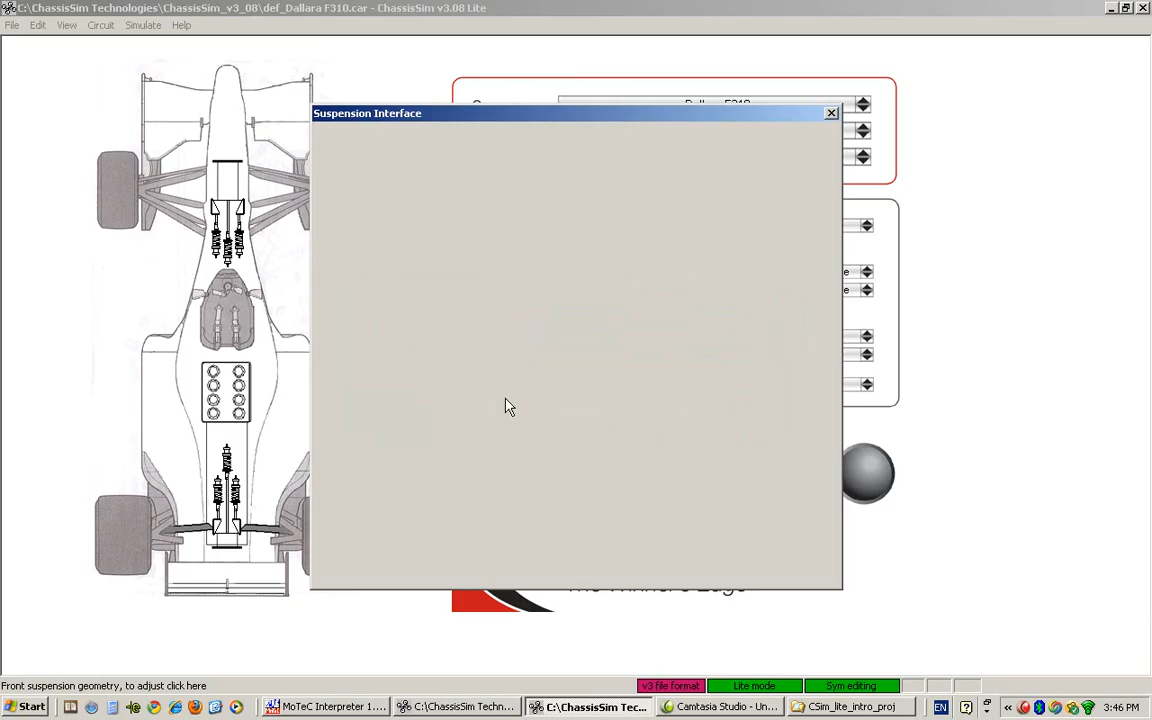 C:\ChassisSim Technologies\ChassisSim_v3_08\def_Dallara F310.car - ChassisSim v3.08 Lite
File Edit View Circuit Simulate Help
Suspension Interface
Front suspension geometry, to adjust click here
v3 file format
Lite mode
Sym editing
Start
MoTeC Interpreter 1....
C:\ChassisSim Techn...
C:\ChassisSim Tec...
Camtasia Studio - Un...
CSim_lite_intro_proj
EN
3:46 PM